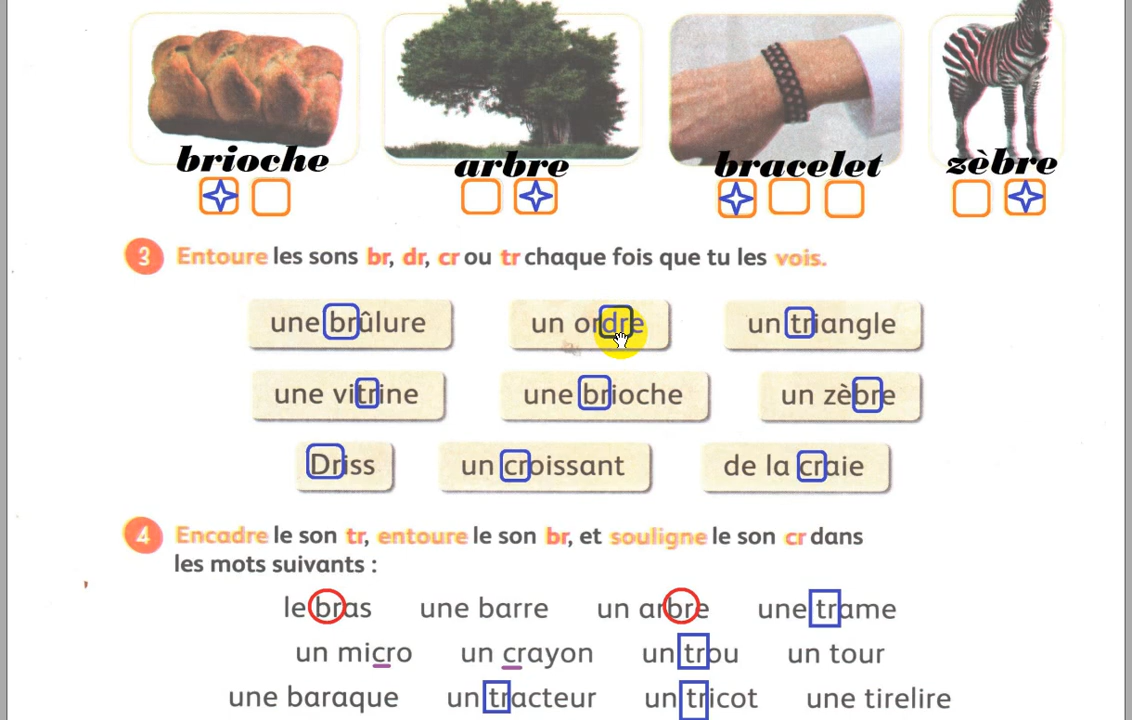 brioche arbre bracelet zèbre
3 Entoure les sons br, dr, cr ou tr chaque fois que tu les vois.
une brûlure un ordre un triangle
une vitrine une brioche un zèbre
Driss un croissant de la craie
4 Encadre le son tr, entoure le son br, et souligne le son cr dans
les mots suivants :
le bras une barre un arbre une trame
un micro un crayon un trou un tour
une baraque un tracteur un tricot une tirelire